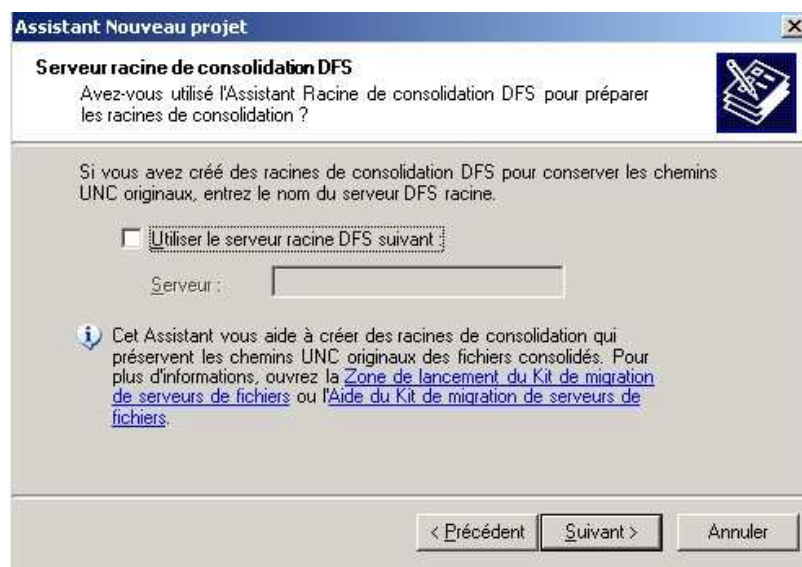 Assistant Nouveau projet
Serveur racine de consolidation DFS
Avez-vous utilisé l'Assistant Racine de consolidation DFS pour préparer
les racines de consolidation ?
Si vous avez créé des racines de consolidation DFS pour conserver les chemins
UNC originaux, entrez le nom du serveur DFS racine.
Utiliser le serveur racine DFS suivant :
Serveur :
Cet Assistant vous aide à créer des racines de consolidation qui
préservent les chemins UNC originaux des fichiers consolidés. Pour
plus d'informations, ouvrez la Zone de lancement du Kit de migration
de serveurs de fichiers ou l'Aide du Kit de migration de serveurs de
fichiers.
< Précédent
Suivant >
Annuler